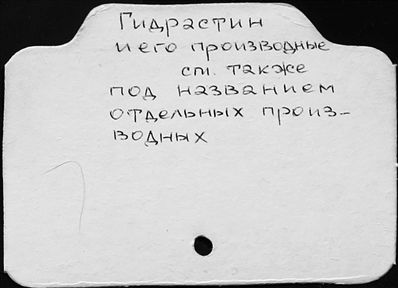 Гидрастин
и его производные
см. также
под названием
отдельных произ-
водных